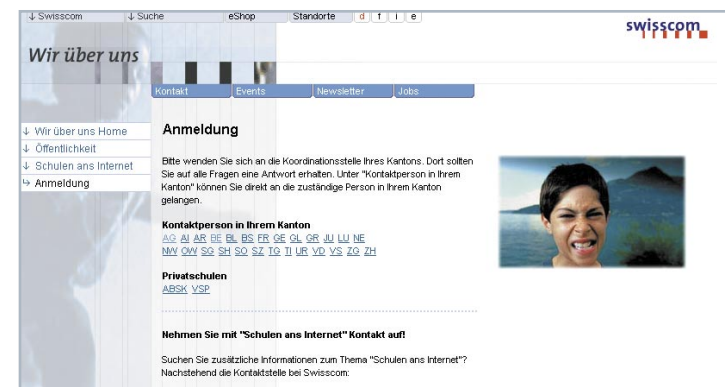 ↓ Swisscom ↓ Suche eShop Standorte d f i e
swisscom
Wir über uns
Kontakt Events Newsletter Jobs
↓ Wir über uns Home
↓ Öffentlichkeit
↓ Schulen ans Internet
↳ Anmeldung
Anmeldung
Bitte wenden Sie sich an die Koordinationsstelle Ihres Kantons. Dort sollten
Sie auf alle Fragen eine Antwort erhalten. Unter "Kontaktperson in Ihrem
Kanton" können Sie direkt an die zuständige Person in Ihrem Kanton
gelangen.
Kontaktperson in Ihrem Kanton
AG AI AR BE BL BS FR GE GL GR JU LU NE
NW OW SG SH SO SZ TG TI UR VD VS ZG ZH
Privatschulen
ABSK VSP
Nehmen Sie mit "Schulen ans Internet" Kontakt auf!
Suchen Sie zusätzliche Informationen zum Thema "Schulen ans Internet"?
Nachstehend die Kontaktstelle bei Swisscom: